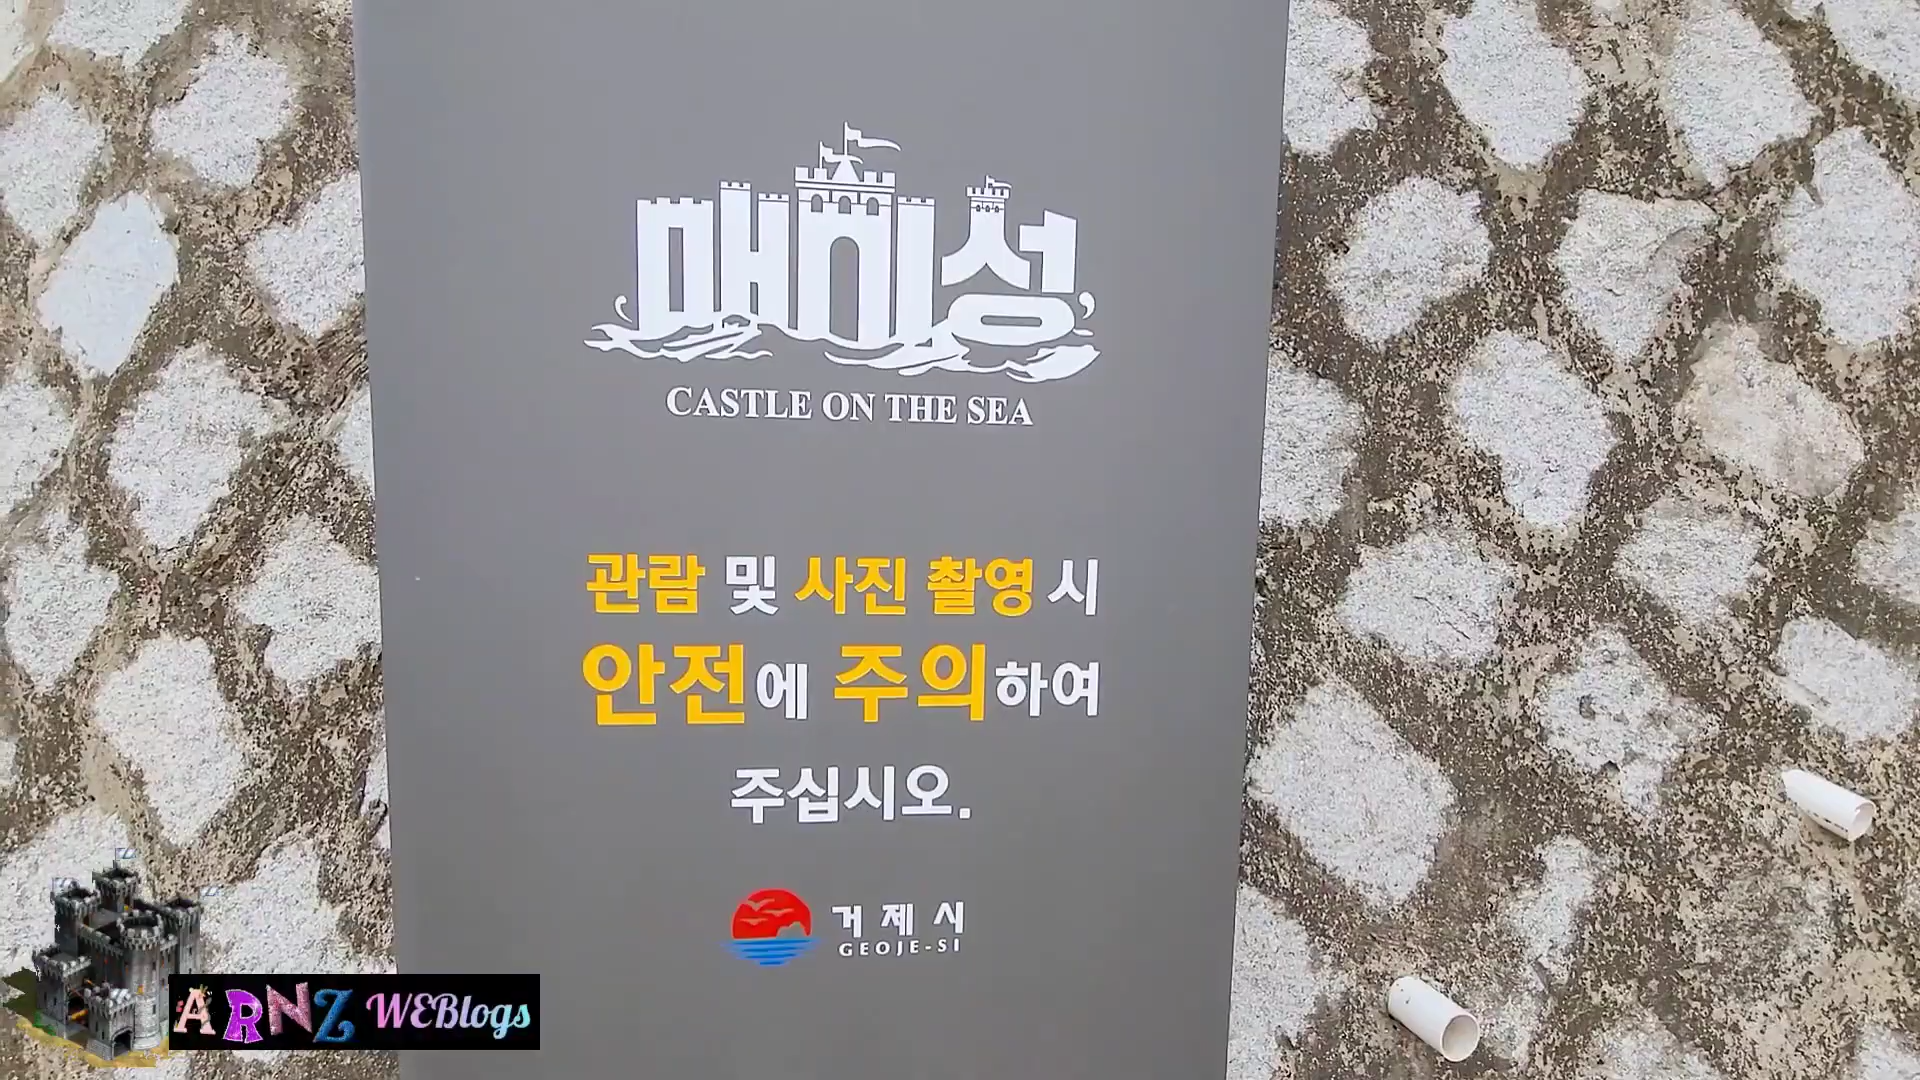 매미성
CASTLE ON THE SEA
관람 및 사진 촬영 시
안전에 주의하여
주십시오.
거제시
GEOJE-SI
ARNZ WEBlogs